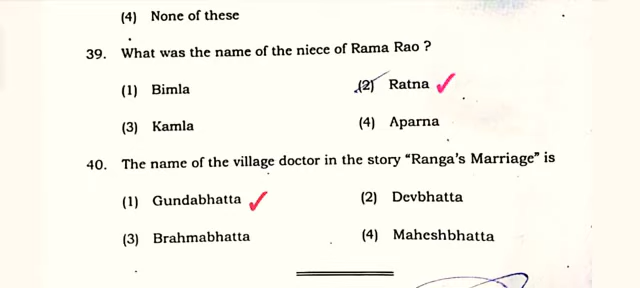 (4) None of these
39. What was the name of the niece of Rama Rao ?
(1) Bimla (2) Ratna
(3) Kamla (4) Aparna
40. The name of the village doctor in the story "Ranga's Marriage" is
(1) Gundabhatta (2) Devbhatta
(3) Brahmabhatta (4) Maheshbhatta